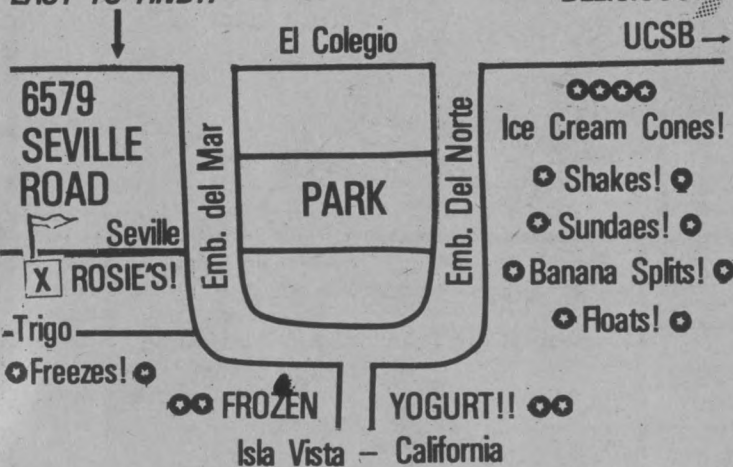 El Colegio
UCSB
6579
SEVILLE
ROAD
Emb. del Mar
PARK
Emb. Del Norte
Ice Cream Cones!
Shakes!
Sundaes!
Banana Splits!
Floats!
Seville
X ROSIE'S!
Trigo
Freezes!
FROZEN YOGURT!!
Isla Vista – California